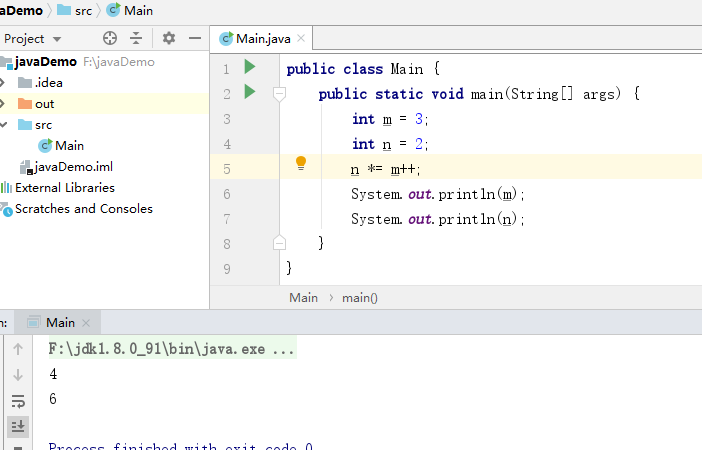 vaDemo src Main
Project
Main.java
javaDemo F:\javaDemo
.idea
out
src
Main
javaDemo.iml
External Libraries
Scratches and Consoles
1 public class Main {
2 public static void main(String[] args) {
3 int m = 3;
4 int n = 2;
5 n *= m++;
6 System.out.println(m);
7 System.out.println(n);
8 }
9 }
Main main()
n: Main
F:\jdk1.8.0_91\bin\java.exe ...
4
6
Process finished with exit code 0